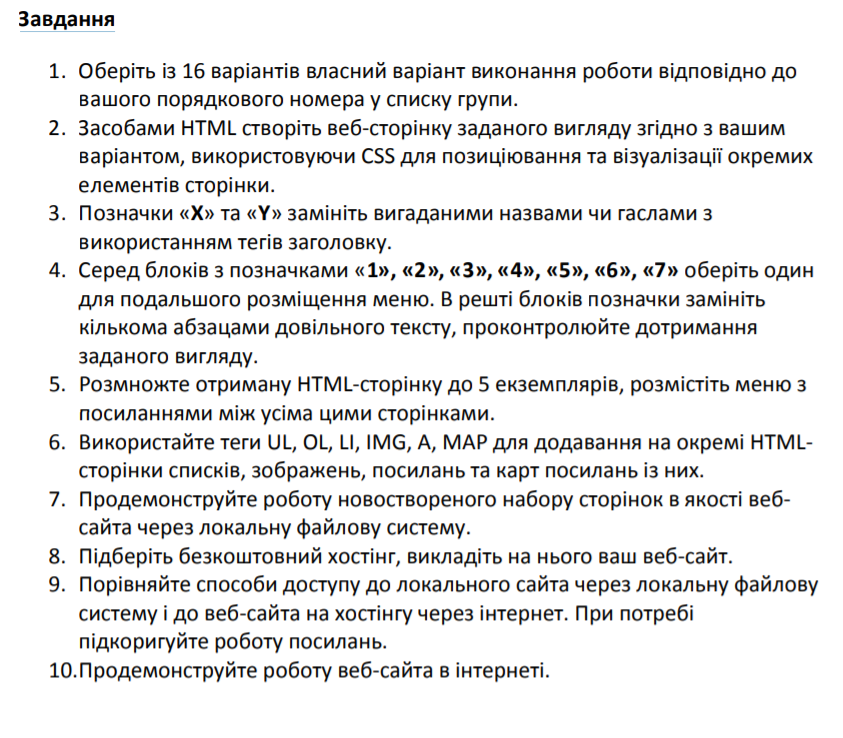 Завдання
1. Оберіть із 16 варіантів власний варіант виконання роботи відповідно до
вашого порядкового номера у списку групи.
2. Засобами HTML створіть веб-сторінку заданого вигляду згідно з вашим
варіантом, використовуючи CSS для позиціювання та візуалізації окремих
елементів сторінки.
3. Позначки «X» та «Y» замініть вигаданими назвами чи гаслами з
використанням тегів заголовку.
4. Серед блоків з позначками «1», «2», «3», «4», «5», «6», «7» оберіть один
для подальшого розміщення меню. В решті блоків позначки замініть
кількома абзацами довільного тексту, проконтролюйте дотримання
заданого вигляду.
5. Розмножте отриману HTML-сторінку до 5 екземплярів, розмістіть меню з
посиланнями між усіма цими сторінками.
6. Використайте теги UL, OL, LI, IMG, A, MAP для додавання на окремі HTML-
сторінки списків, зображень, посилань та карт посилань із них.
7. Продемонструйте роботу новоствореного набору сторінок в якості веб-
сайта через локальну файлову систему.
8. Підберіть безкоштовний хостінг, викладіть на нього ваш веб-сайт.
9. Порівняйте способи доступу до локального сайта через локальну файлову
систему і до веб-сайта на хостінгу через інтернет. При потребі
підкоригуйте роботу посилань.
10.Продемонструйте роботу веб-сайта в інтернеті.